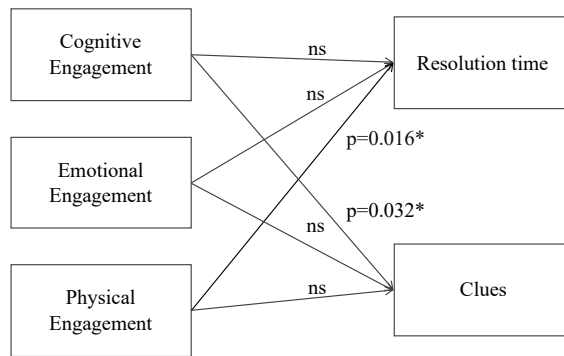 Cognitive
Engagement
ns
Resolution time
ns
p=0.016*
Emotional
Engagement
p=0.032*
ns
Physical
Engagement
ns
Clues